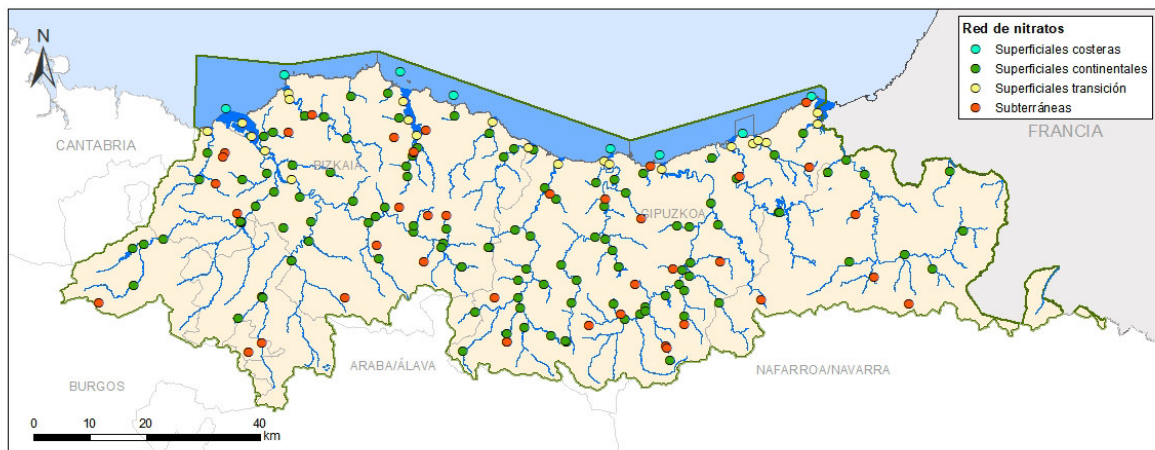 N
Red de nitratos
Superficiales costeras
Superficiales continentales
Superficiales transición
Subterráneas
CANTABRIA
BIZKAIA
GIPUZKOA
FRANCIA
BURGOS
ARABA/ÁLAVA
NAFARROA/NAVARRA
0 10 20 40
km